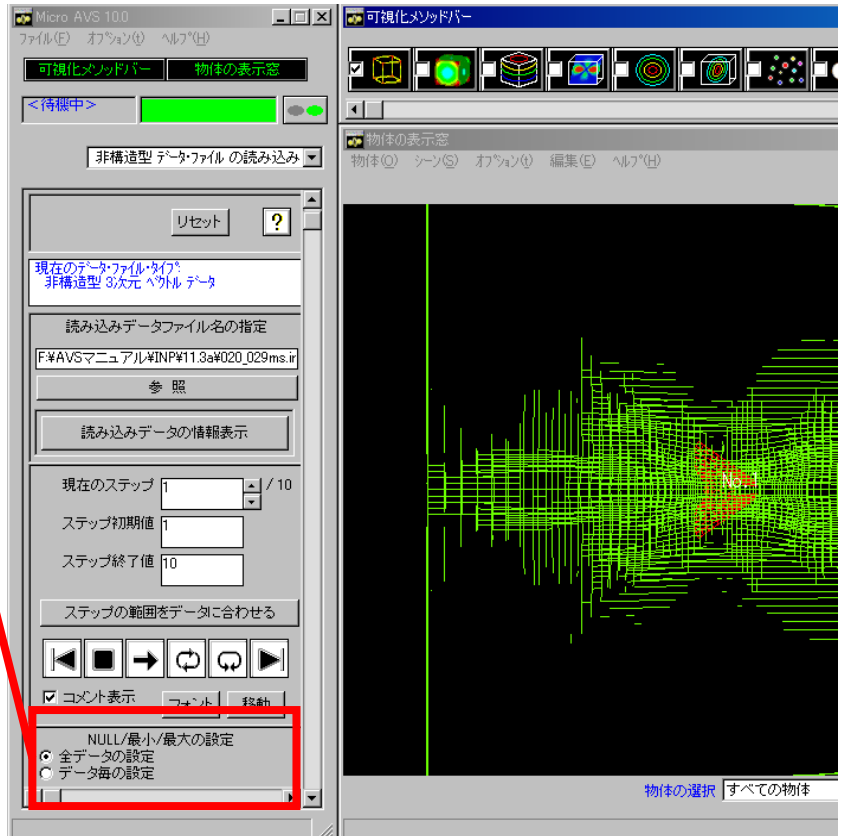 Micro AVS 10.0
ファイル(F) オプション(t) ヘルプ(H)
可視化メソッドバー 物体の表示窓
<待機中>
非構造型 データ・ファイル の読み込み
リセット ?
現在のデータ・ファイル・タイプ:
非構造型 3次元 ベクトル データ
読み込みデータファイル名の指定
F:¥AVSマニュアル¥INP¥11.3a¥020_029ms.in
参 照
読み込みデータの情報表示
現在のステップ 1 / 10
ステップ初期値 1
ステップ終了値 10
ステップの範囲をデータに合わせる
コメント表示 フォント 移動
NULL/最小/最大の設定
全データの設定
データ毎の設定
可視化メソッドバー
物体の表示窓
物体(O) シーン(S) オプション(t) 編集(E) ヘルプ(H)
物体の選択 すべての物体